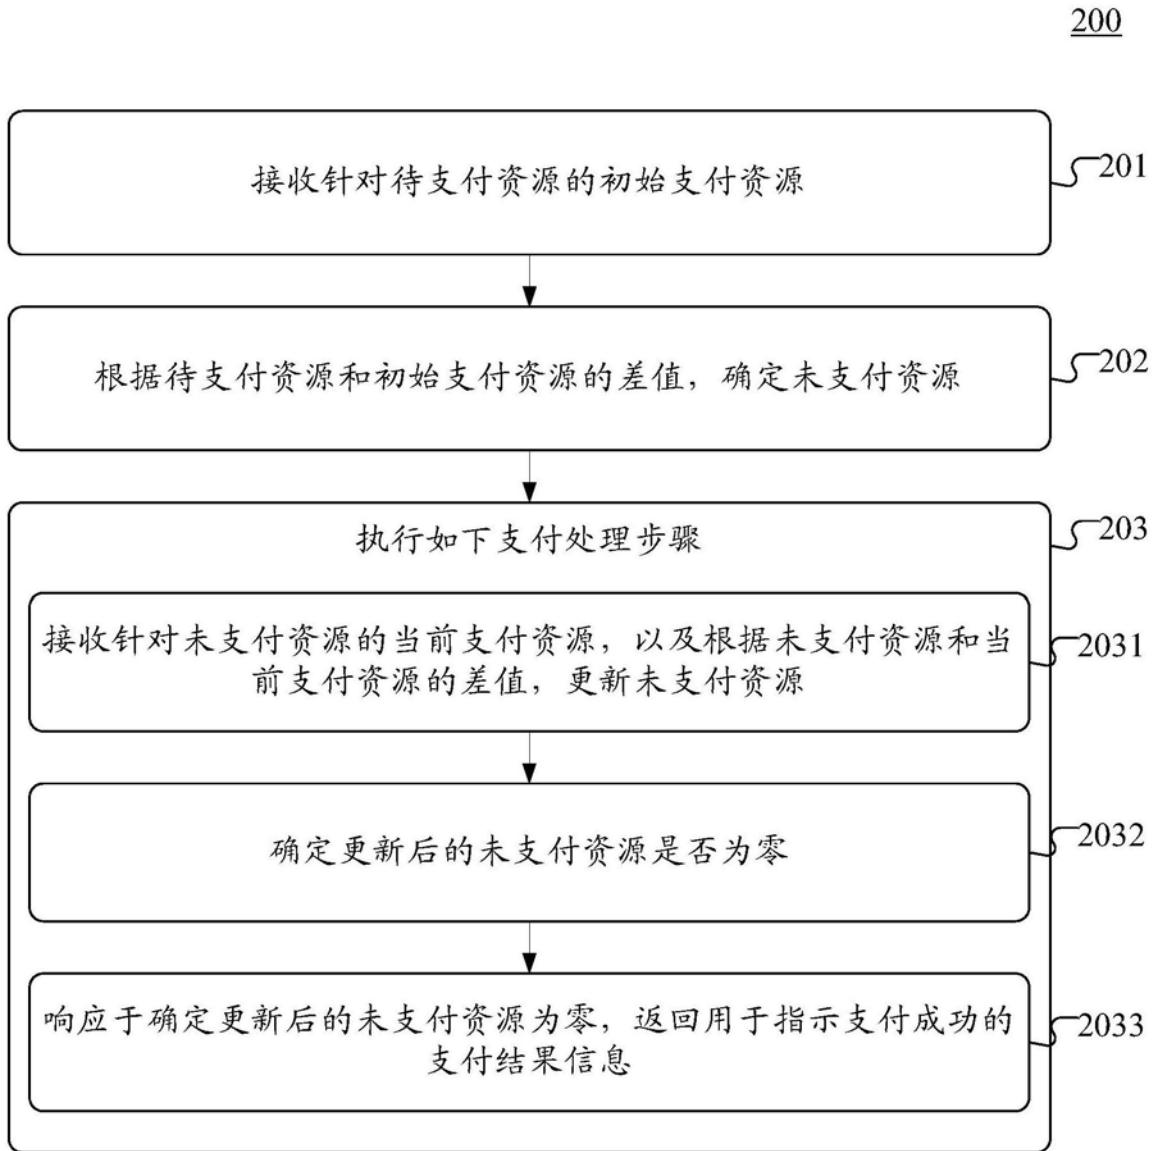 200
接收针对待支付资源的初始支付资源
201
根据待支付资源和初始支付资源的差值，确定未支付资源
202
执行如下支付处理步骤
203
接收针对未支付资源的当前支付资源，以及根据未支付资源和当
前支付资源的差值，更新未支付资源
2031
确定更新后的未支付资源是否为零
2032
响应于确定更新后的未支付资源为零，返回用于指示支付成功的
支付结果信息
2033